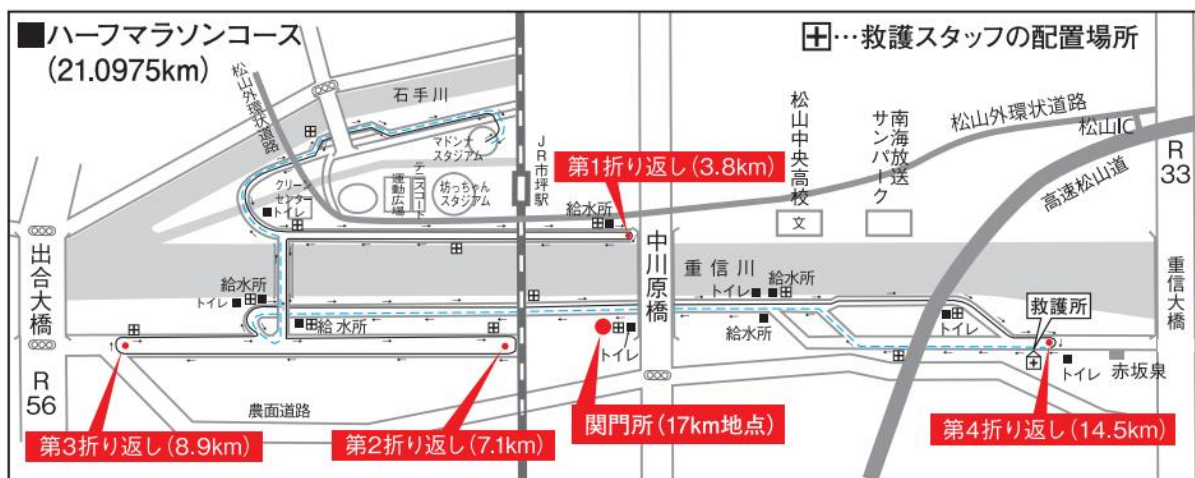 ■ハーフマラソンコース
(21.0975km)
⊞…救護スタッフの配置場所
松山外環状道路
石手川
マドンナ
スタジアム
クリーン
センター
■トイレ
運動広場
テニスコート
坊っちゃん
スタジアム
JR市坪駅
第1折り返し(3.8km)
給水所
松山中央高校
文
南海放送
サンパーク
松山外環状道路
松山IC
高速松山道
R
33
出合大橋
中川原橋
重信川
重信大橋
給水所
トイレ■
給水所
トイレ■
給水所
トイレ
トイレ
救護所
トイレ
赤坂泉
R
56
農面道路
第3折り返し(8.9km)
第2折り返し(7.1km)
関門所(17km地点)
第4折り返し(14.5km)